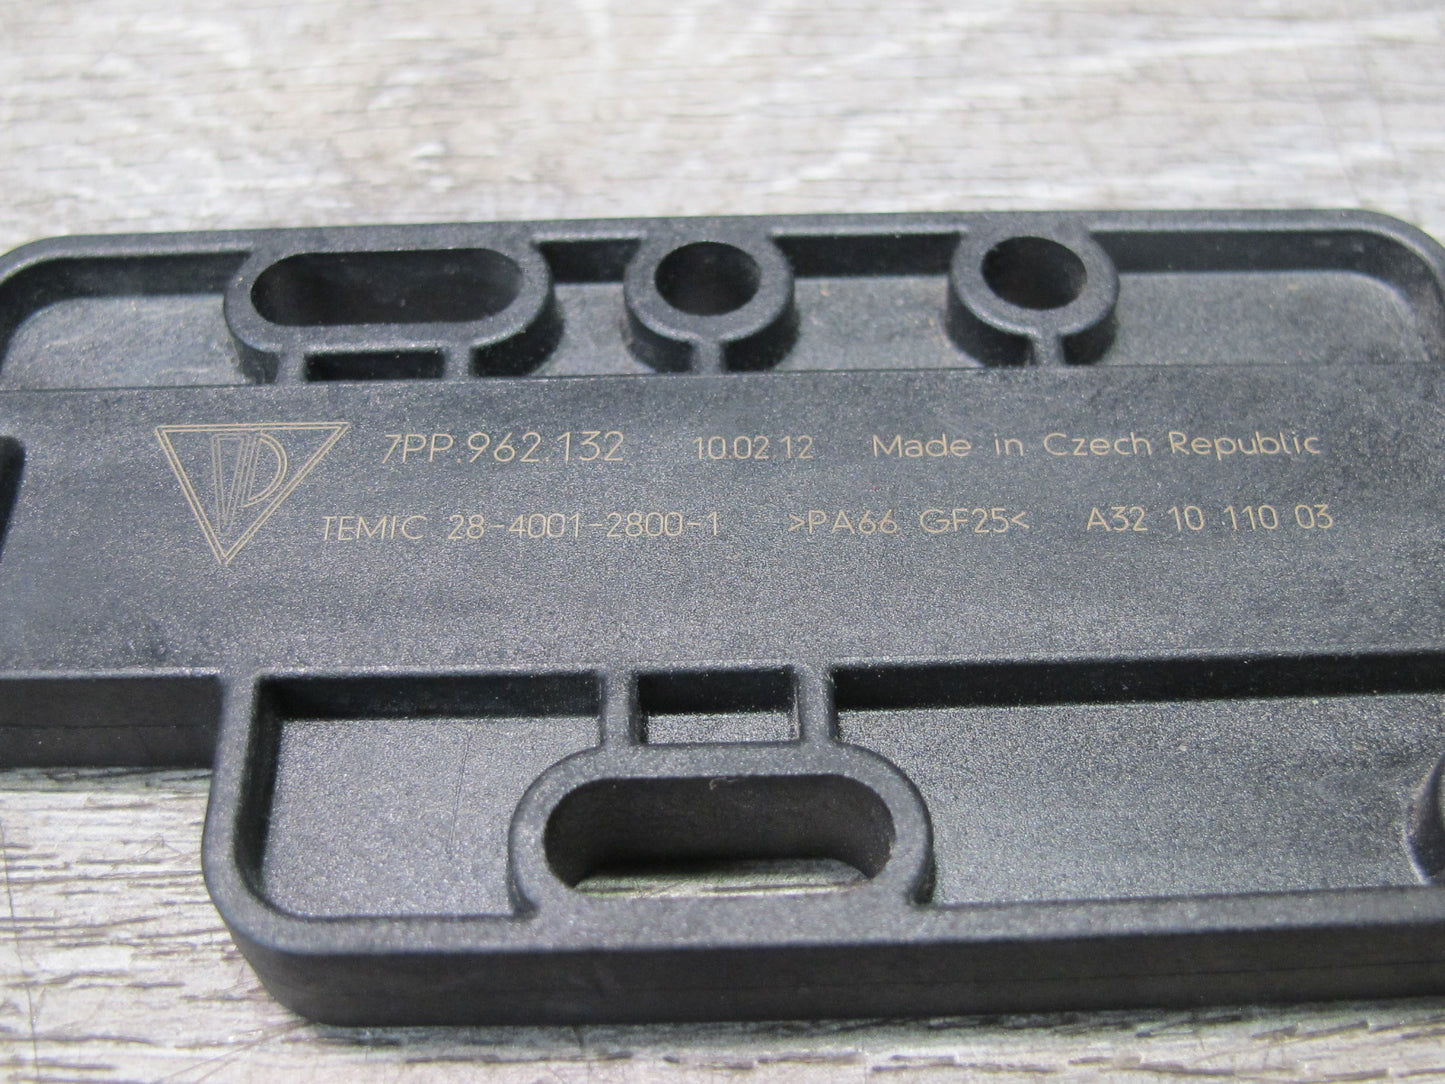 7PP.962.132 10.02.12 Made in Czech Republic
TEMIC 28-4001-2800-1 >PA66 GF25< A32 10 110 03